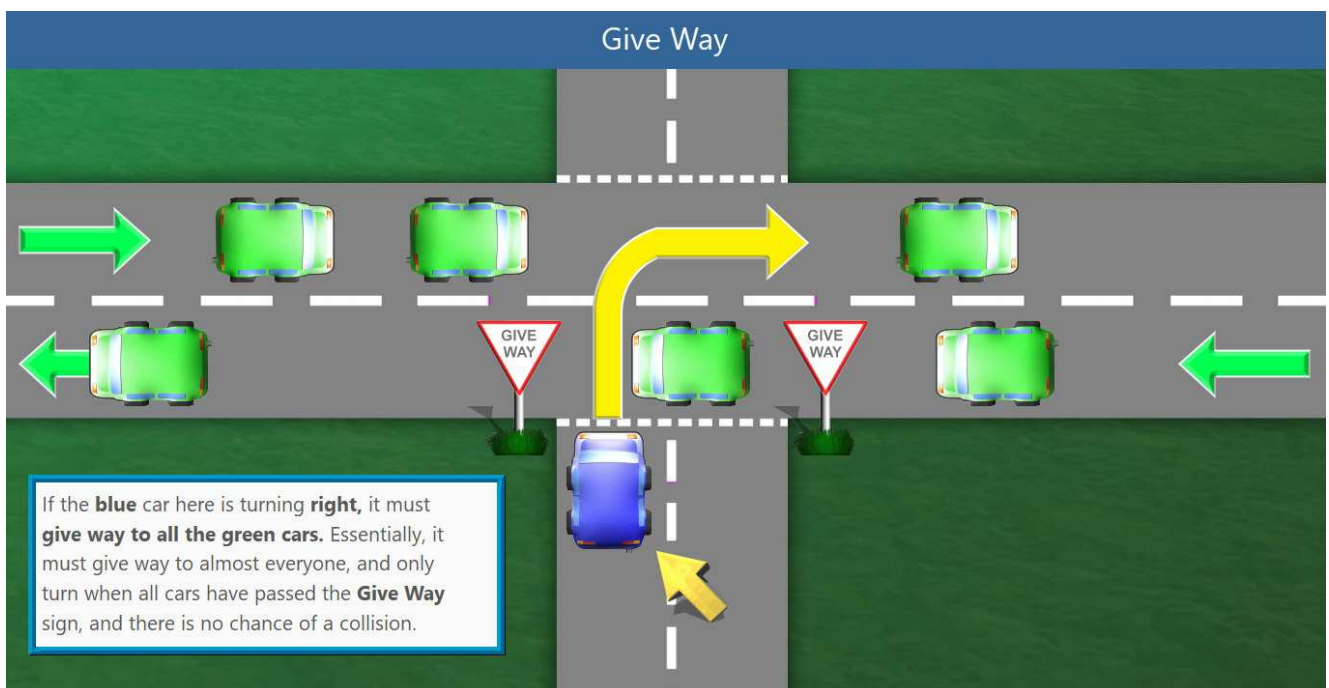 Give Way
GIVE
WAY
GIVE
WAY
If the blue car here is turning right, it must
give way to all the green cars. Essentially, it
must give way to almost everyone, and only
turn when all cars have passed the Give Way
sign, and there is no chance of a collision.